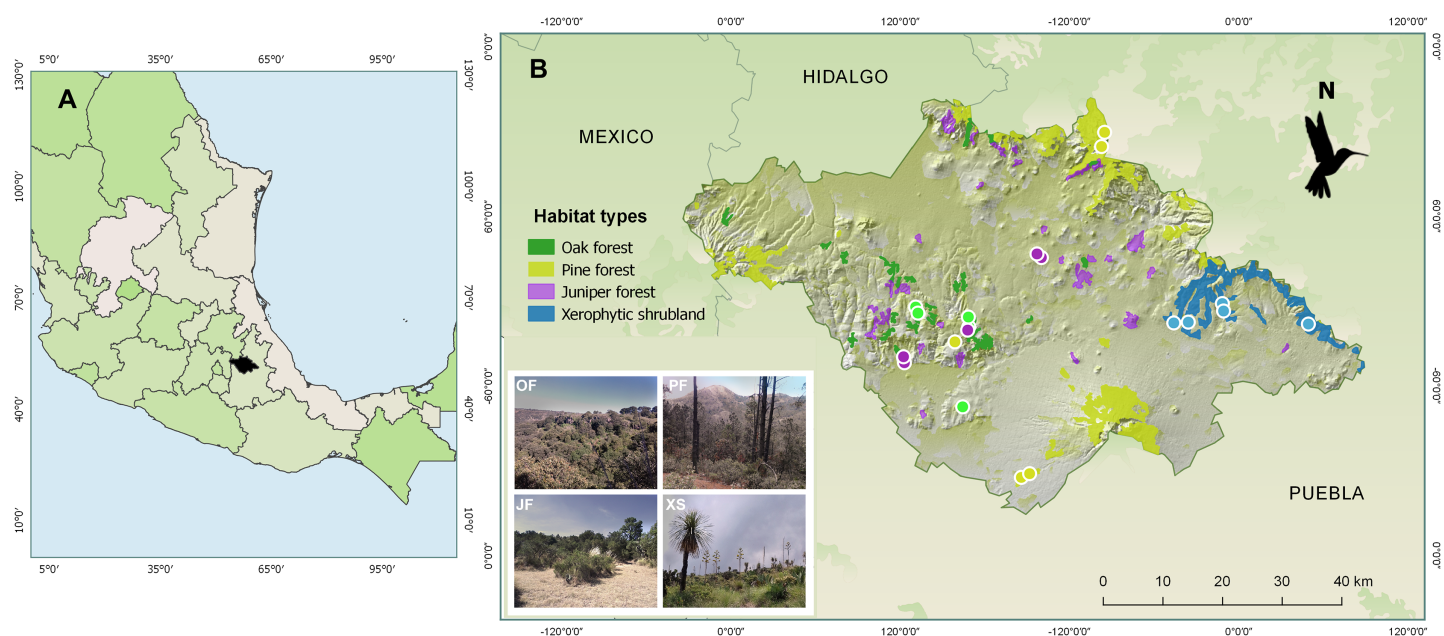 A
5°0′
35°0′
65°0′
95°0′
130°0′
100°0′
70°0′
40°0′
10°0′
130°0′
100°0′
70°0′
40°0′
10°0′
5°0′
35°0′
65°0′
95°0′
B
-120°0′0″
0°0′0″
120°0′0″
-120°0′0″
0°0′0″
120°0′0″
0°0′0″
60°0′0″
-60°0′0″
0°0′0″
0°0′0″
60°0′0″
-60°0′0″
0°0′0″
HIDALGO
MEXICO
PUEBLA
N
Habitat types
Oak forest
Pine forest
Juniper forest
Xerophytic shrubland
OF
PF
JF
XS
0 10 20 30 40 km
-120°0′0″
0°0′0″
120°0′0″
-120°0′0″
0°0′0″
120°0′0″